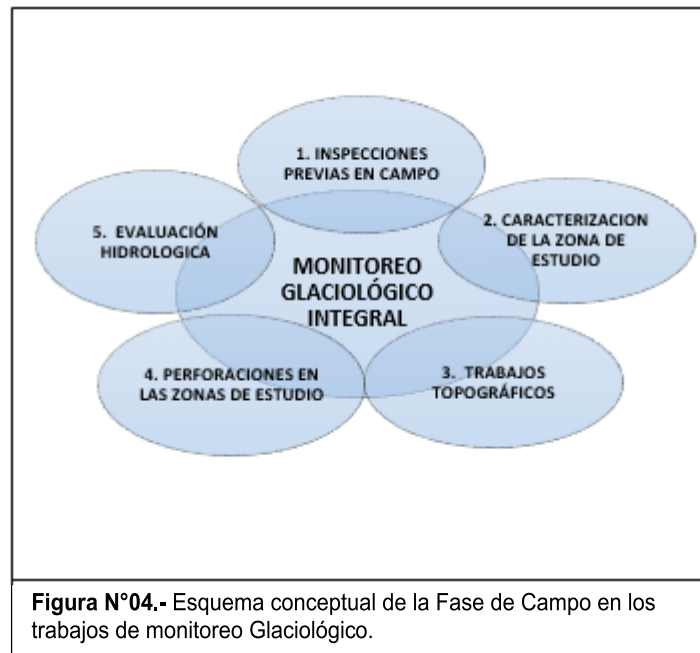 1. INSPECCIONES
PREVIAS EN CAMPO
2. CARACTERIZACION
DE LA ZONA DE
ESTUDIO
3. TRABAJOS
TOPOGRÁFICOS
4. PERFORACIONES EN
LAS ZONAS DE ESTUDIO
5. EVALUACIÓN
HIDROLOGICA
MONITOREO
GLACIOLÓGICO
INTEGRAL
Figura N°04.- Esquema conceptual de la Fase de Campo en los
trabajos de monitoreo Glaciológico.